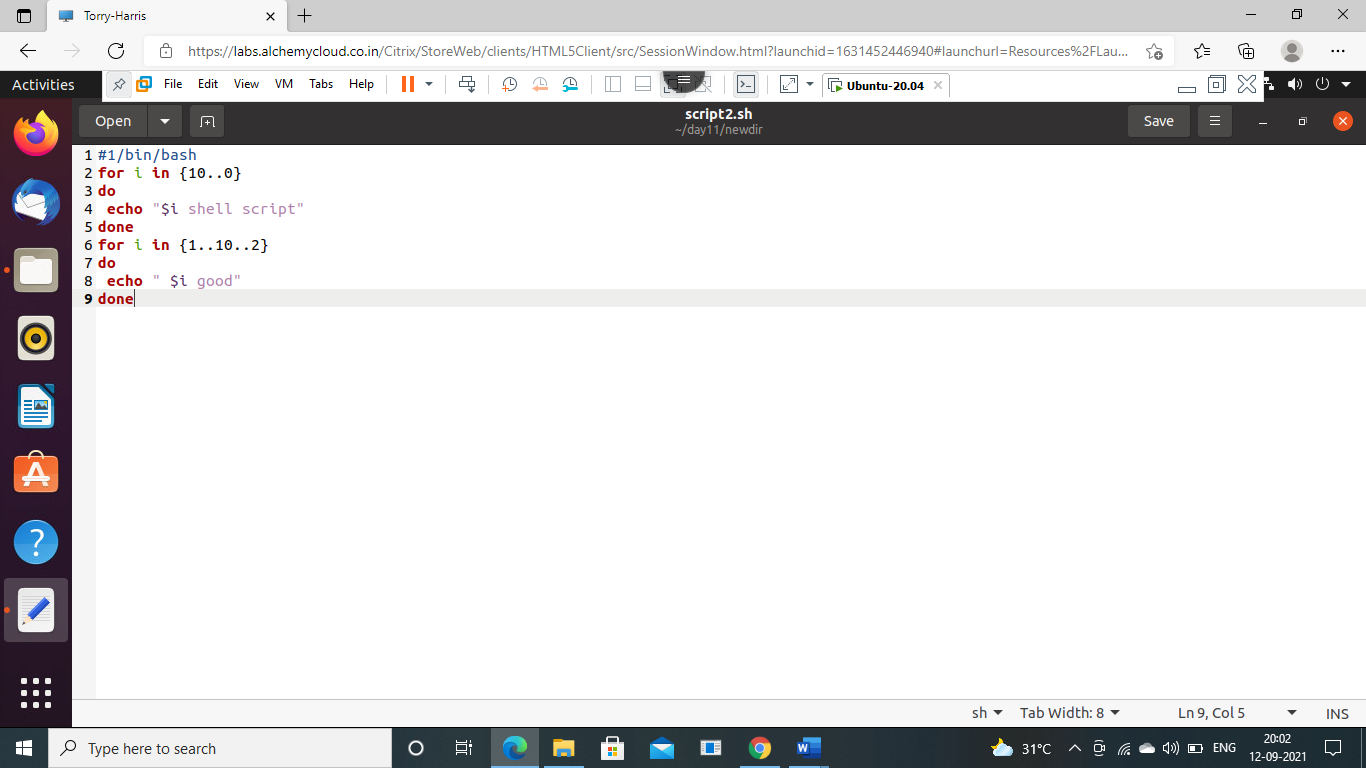 Torry-Harris
https://labs.alchemycloud.co.in/Citrix/StoreWeb/clients/HTML5Client/src/SessionWindow.html?launchid=1631452446940#launchurl=Resources%2FLau...
Activities
File Edit View VM Tabs Help
Ubuntu-20.04
Open
script2.sh
~/day11/newdir
Save
1 #1/bin/bash
2 for i in {10..0}
3 do
4  echo "$i shell script"
5 done
6 for i in {1..10..2}
7 do
8  echo " $i good"
9 done
sh Tab Width: 8 Ln 9, Col 5 INS
Type here to search
31°C
ENG
20:02
12-09-2021